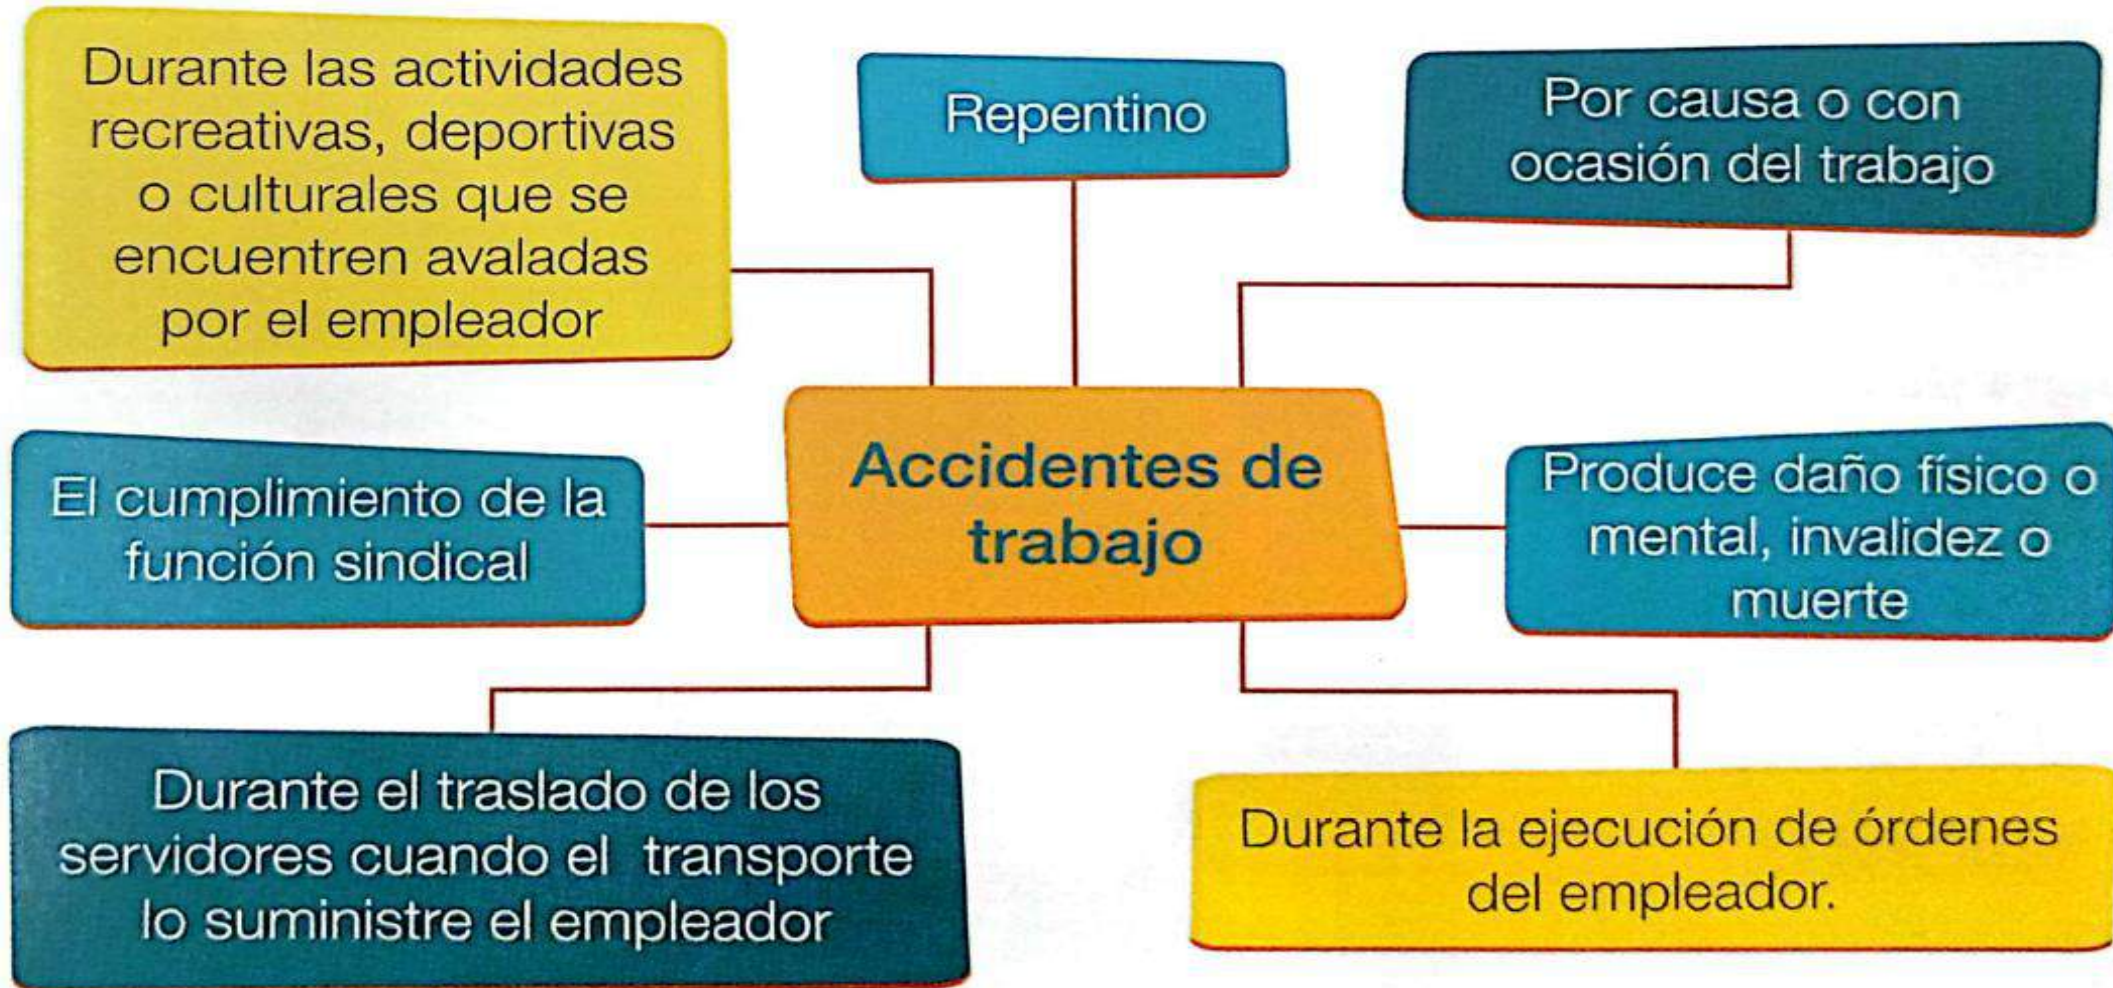 Durante las actividades
recreativas, deportivas
o culturales que se
encuentren avaladas
por el empleador
Repentino
Por causa o con
ocasión del trabajo
El cumplimiento de la
función sindical
Accidentes de
trabajo
Produce daño físico o
mental, invalidez o
muerte
Durante el traslado de los
servidores cuando el transporte
lo suministre el empleador
Durante la ejecución de órdenes
del empleador.